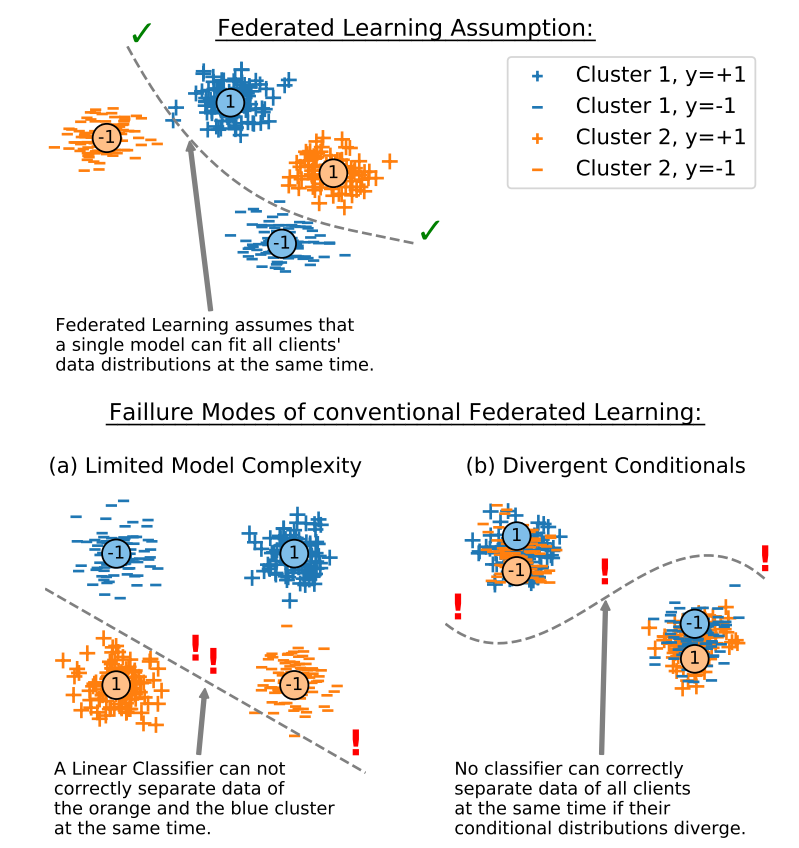 Federated Learning Assumption:
✓
Cluster 1, y=+1
Cluster 1, y=-1
Cluster 2, y=+1
Cluster 2, y=-1
1
-1
1
-1
✓
Federated Learning assumes that
a single model can fit all clients'
data distributions at the same time.
Faillure Modes of conventional Federated Learning:
(a) Limited Model Complexity
-1
1
1
-1
!
!
!
A Linear Classifier can not
correctly separate data of
the orange and the blue cluster
at the same time.
(b) Divergent Conditionals
1
-1
!
!
!
-1
1
No classifier can correctly
separate data of all clients
at the same time if their
conditional distributions diverge.